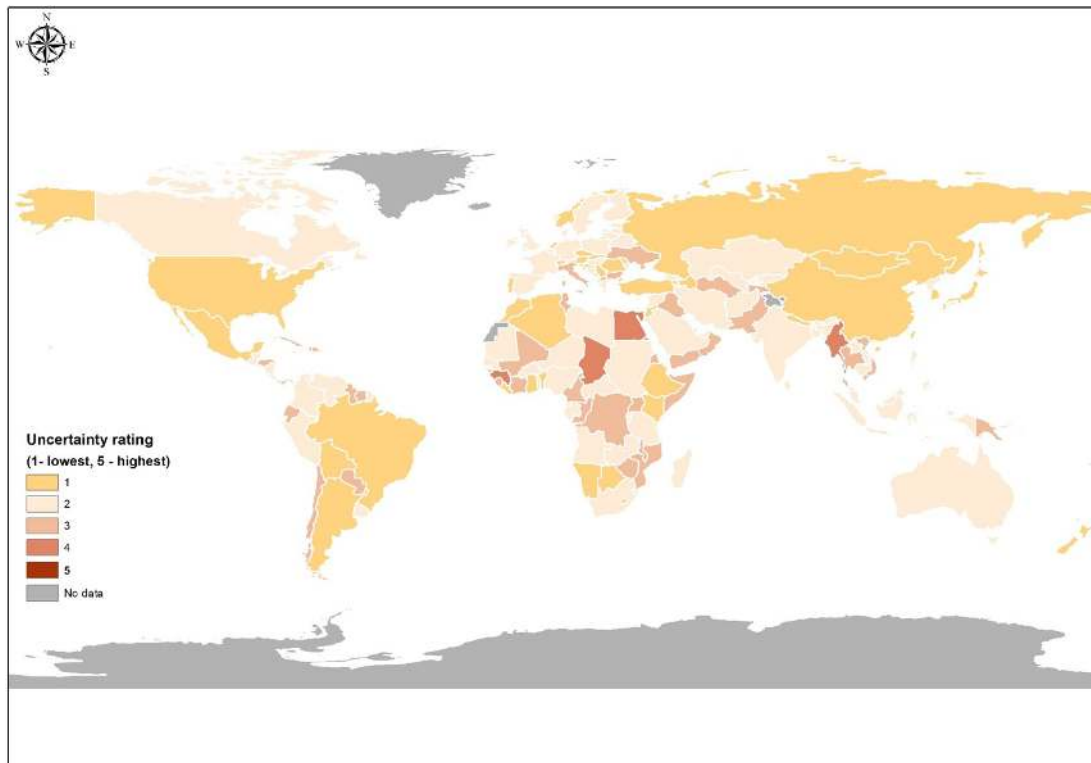 N
W
E
S
Uncertainty rating
(1- lowest, 5 - highest)
1
2
3
4
5
No data